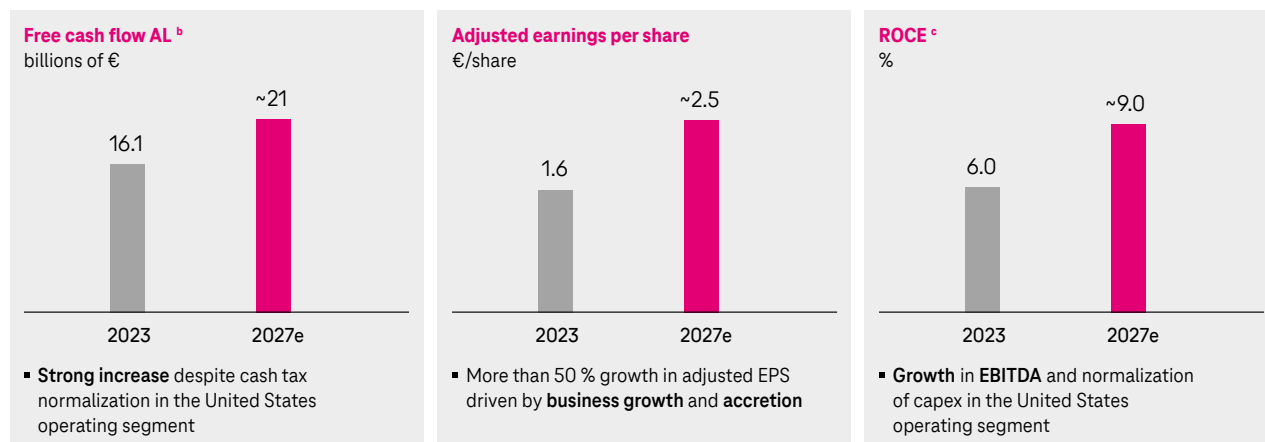 Free cash flow AL ᵇ
billions of €
~21
16.1
2023 2027e
▪ Strong increase despite cash tax
normalization in the United States
operating segment
Adjusted earnings per share
€/share
~2.5
1.6
2023 2027e
▪ More than 50 % growth in adjusted EPS
driven by business growth and accretion
ROCE ᶜ
%
~9.0
6.0
2023 2027e
▪ Growth in EBITDA and normalization
of capex in the United States
operating segment